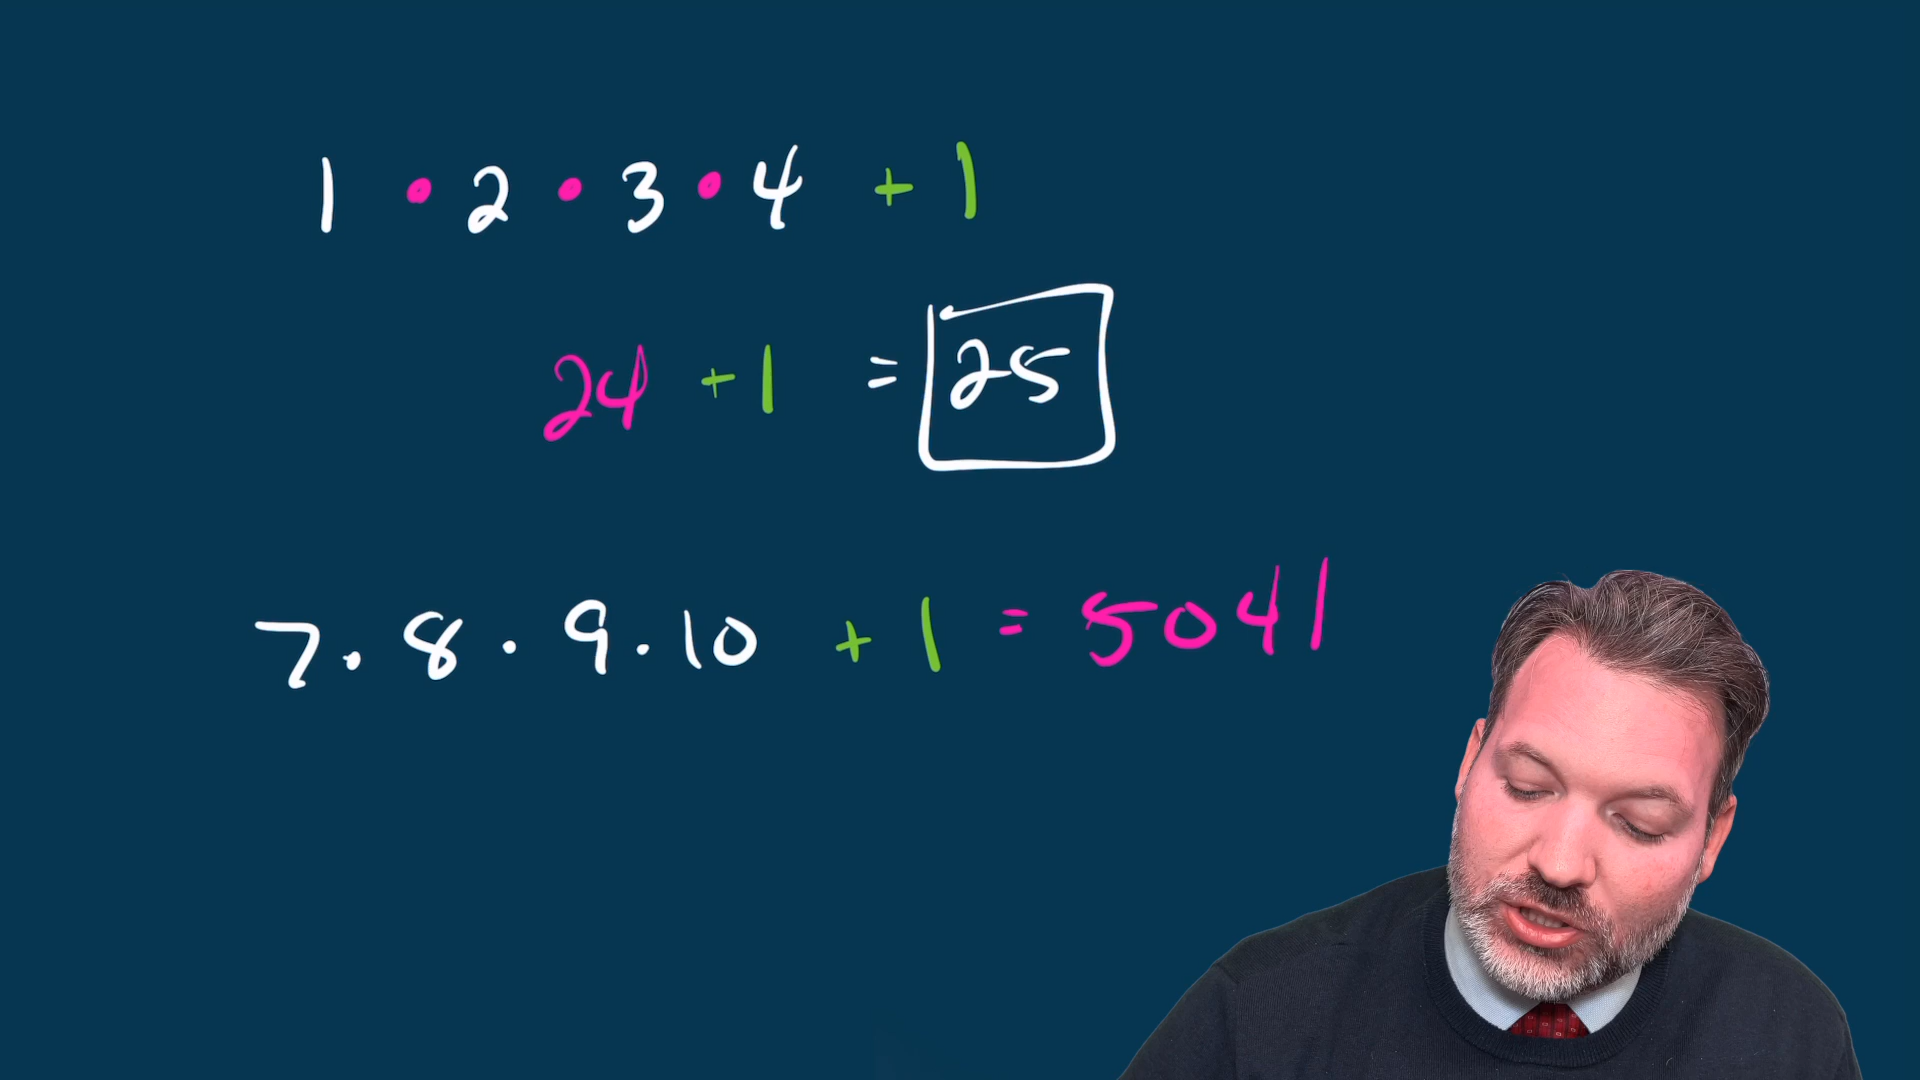 1 • 2 • 3 • 4 + 1
24 + 1 = 25
7 . 8 . 9 . 10 + 1 = 5041